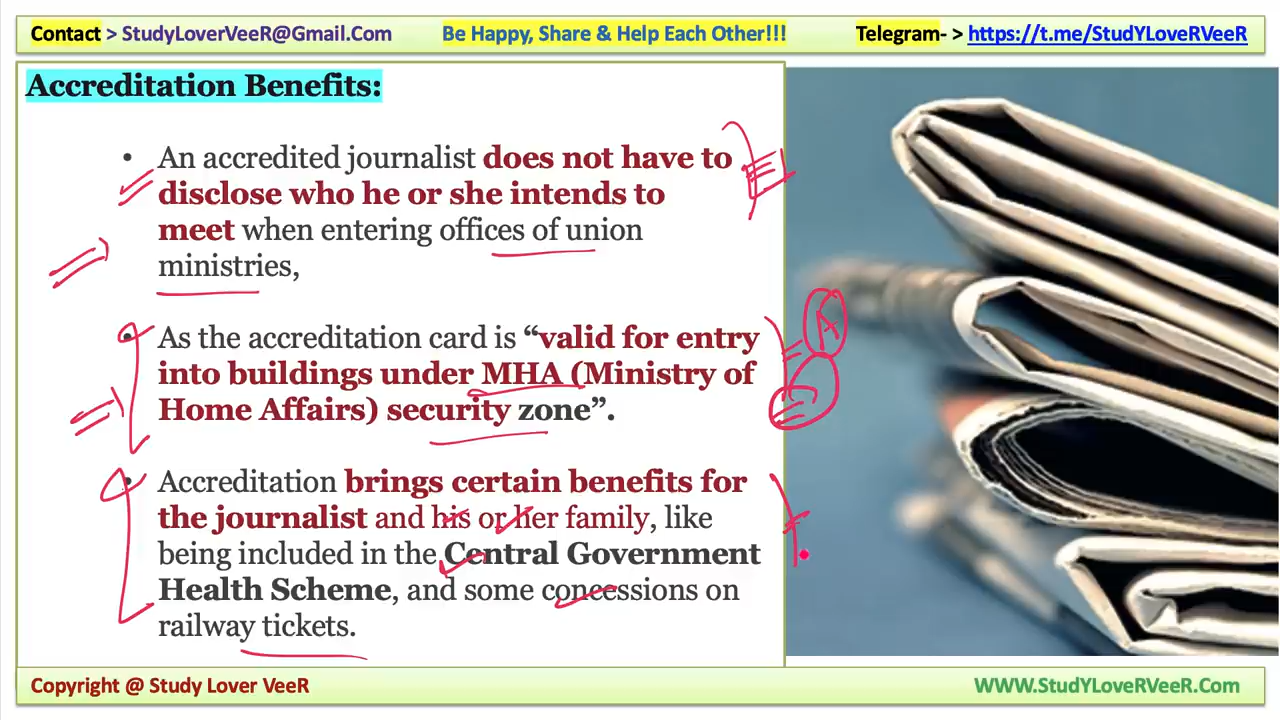 Contact > StudyLoverVeeR@Gmail.Com Be Happy, Share & Help Each Other!!! Telegram- > https://t.me/StudYLoveRVeeR
Accreditation Benefits:
• An accredited journalist does not have to
disclose who he or she intends to
meet when entering offices of union
ministries,
• As the accreditation card is “valid for entry
into buildings under MHA (Ministry of
Home Affairs) security zone”.
• Accreditation brings certain benefits for
the journalist and his or her family, like
being included in the Central Government
Health Scheme, and some concessions on
railway tickets.
A
Copyright @ Study Lover VeeR WWW.StudYLoveRVeeR.Com